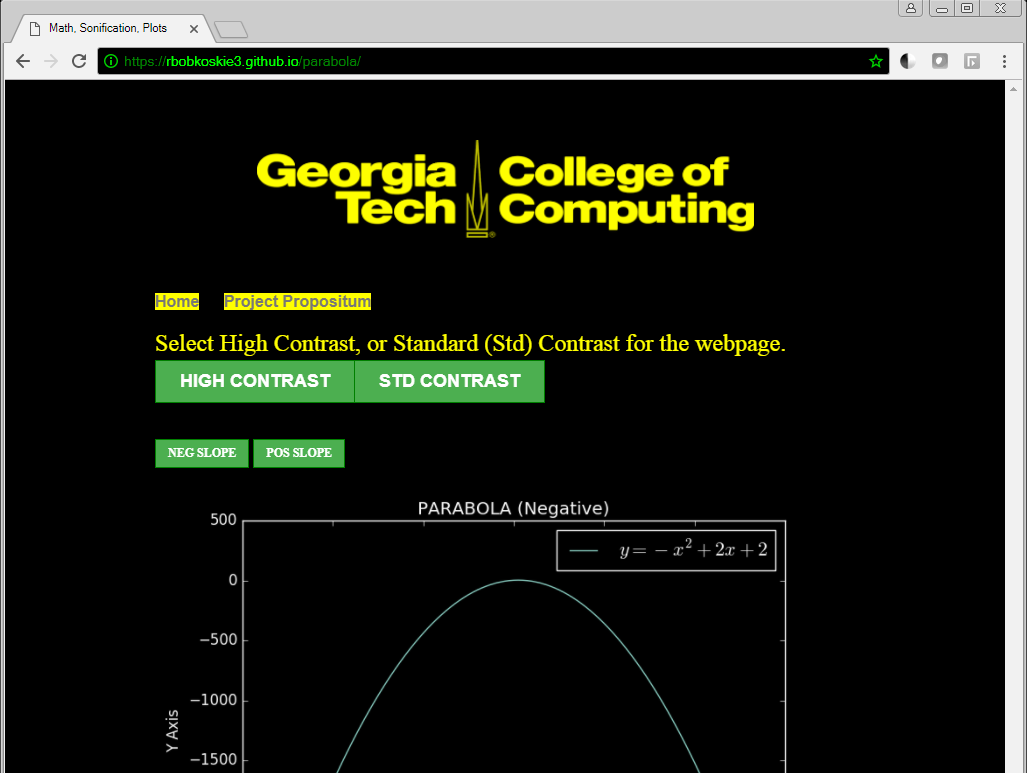 Math, Sonification, Plots
https://rbobkoskie3.github.io/parabola/
Georgia Tech
College of Computing
®
Home Project Propositum
Select High Contrast, or Standard (Std) Contrast for the webpage.
HIGH CONTRAST STD CONTRAST
NEG SLOPE POS SLOPE
PARABOLA (Negative)
y = − x² + 2x + 2
500
0
−500
−1000
−1500
Y Axis